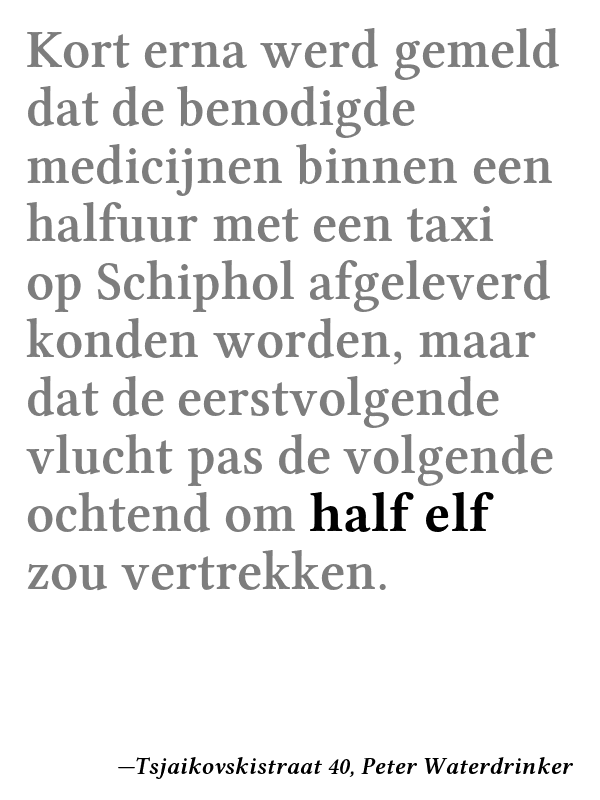 Kort erna werd gemeld
dat de benodigde
medicijnen binnen een
halfuur met een taxi
op Schiphol afgeleverd
konden worden, maar
dat de eerstvolgende
vlucht pas de volgende
ochtend om half elf
zou vertrekken.
—Tsjaikovskistraat 40, Peter Waterdrinker